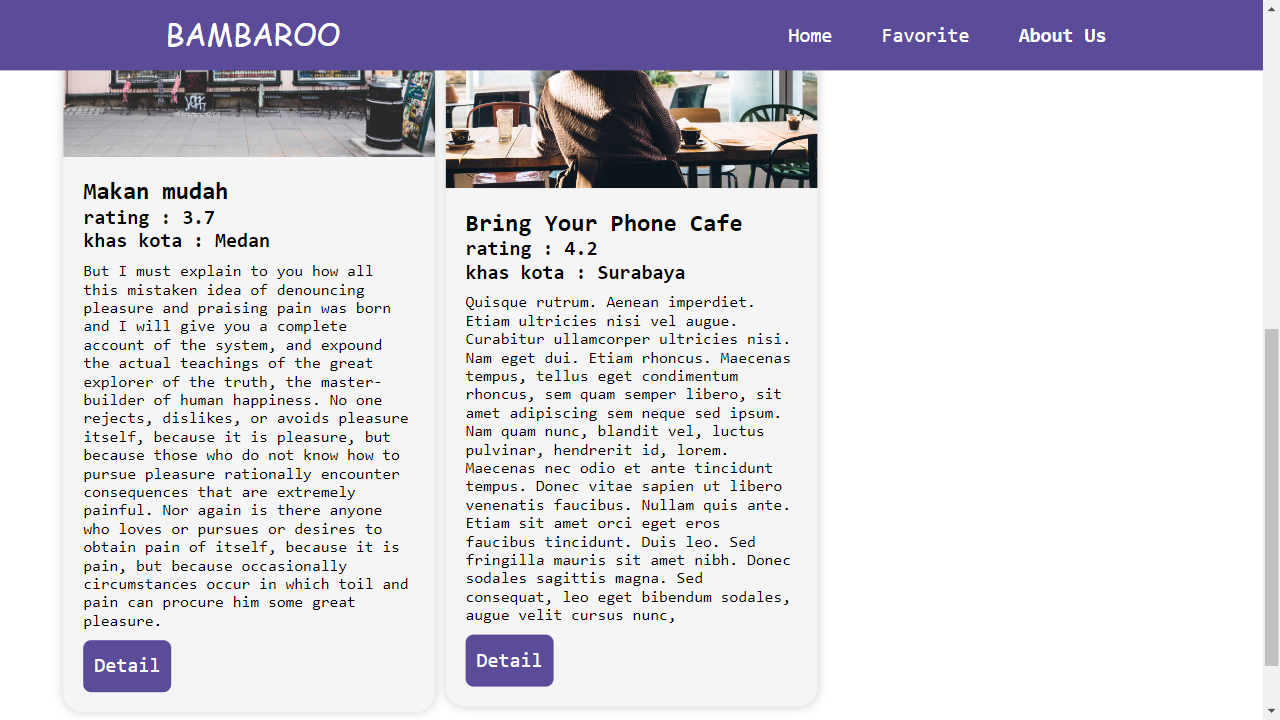 BAMBAROO
Home
Favorite
About Us
YORK
Makan mudah
rating : 3.7
khas kota : Medan
But I must explain to you how all
this mistaken idea of denouncing
pleasure and praising pain was born
and I will give you a complete
account of the system, and expound
the actual teachings of the great
explorer of the truth, the master-
builder of human happiness. No one
rejects, dislikes, or avoids pleasure
itself, because it is pleasure, but
because those who do not know how to
pursue pleasure rationally encounter
consequences that are extremely
painful. Nor again is there anyone
who loves or pursues or desires to
obtain pain of itself, because it is
pain, but because occasionally
circumstances occur in which toil and
pain can procure him some great
pleasure.
Detail
Bring Your Phone Cafe
rating : 4.2
khas kota : Surabaya
Quisque rutrum. Aenean imperdiet.
Etiam ultricies nisi vel augue.
Curabitur ullamcorper ultricies nisi.
Nam eget dui. Etiam rhoncus. Maecenas
tempus, tellus eget condimentum
rhoncus, sem quam semper libero, sit
amet adipiscing sem neque sed ipsum.
Nam quam nunc, blandit vel, luctus
pulvinar, hendrerit id, lorem.
Maecenas nec odio et ante tincidunt
tempus. Donec vitae sapien ut libero
venenatis faucibus. Nullam quis ante.
Etiam sit amet orci eget eros
faucibus tincidunt. Duis leo. Sed
fringilla mauris sit amet nibh. Donec
sodales sagittis magna. Sed
consequat, leo eget bibendum sodales,
augue velit cursus nunc,
Detail